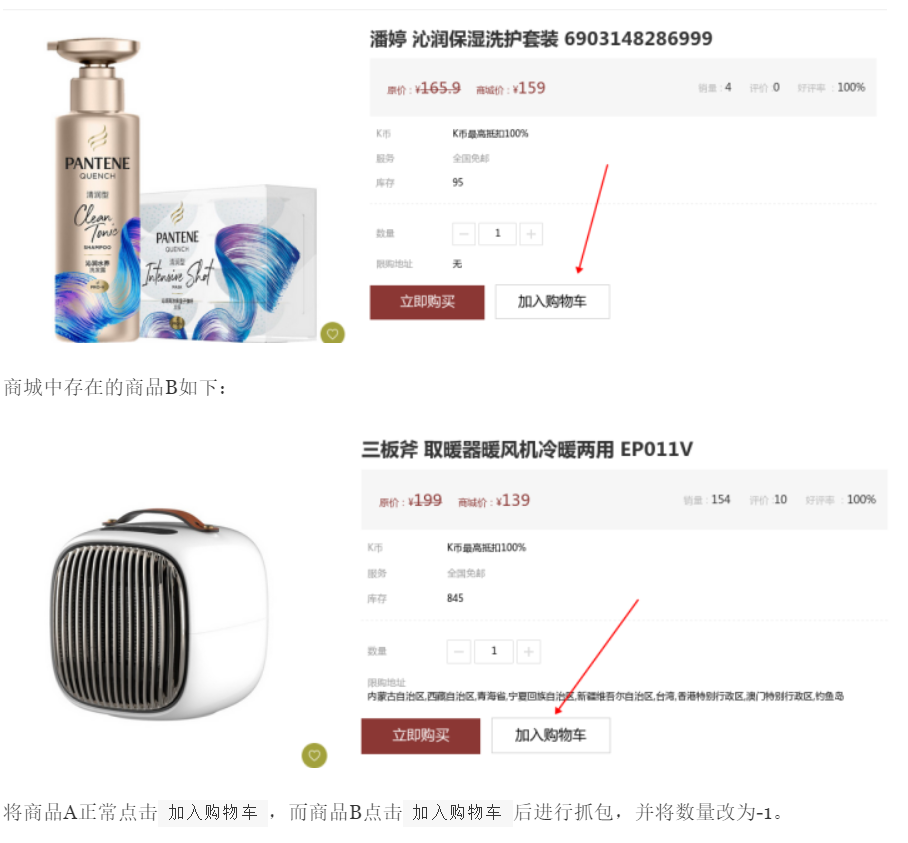 潘婷 沁润保湿洗护套装 6903148286999
原价：¥165.9 商城价：¥159 销量：4 评价：0 好评率：100%
K币 K币最高抵扣100%
服务 全国免邮
库存 95
数量 − 1 +
限购地址 无
立即购买 加入购物车
PANTENE
QUENCH
清润型
Clean
Tonic
SHAMPOO
沁润水养
洗发露
PRO-V
PANTENE
QUENCH
清润型
Intensive Shot
商城中存在的商品B如下：
三板斧 取暖器暖风机冷暖两用 EP011V
原价：¥199 商城价：¥139 销量：154 评价：10 好评率：100%
K币 K币最高抵扣100%
服务 全国免邮
库存 845
数量 − 1 +
限购地址
内蒙古自治区,西藏自治区,青海省,宁夏回族自治区,新疆维吾尔自治区,台湾,香港特别行政区,澳门特别行政区,钓鱼岛
立即购买 加入购物车
将商品A正常点击 加入购物车 ，而商品B点击 加入购物车 后进行抓包，并将数量改为-1。